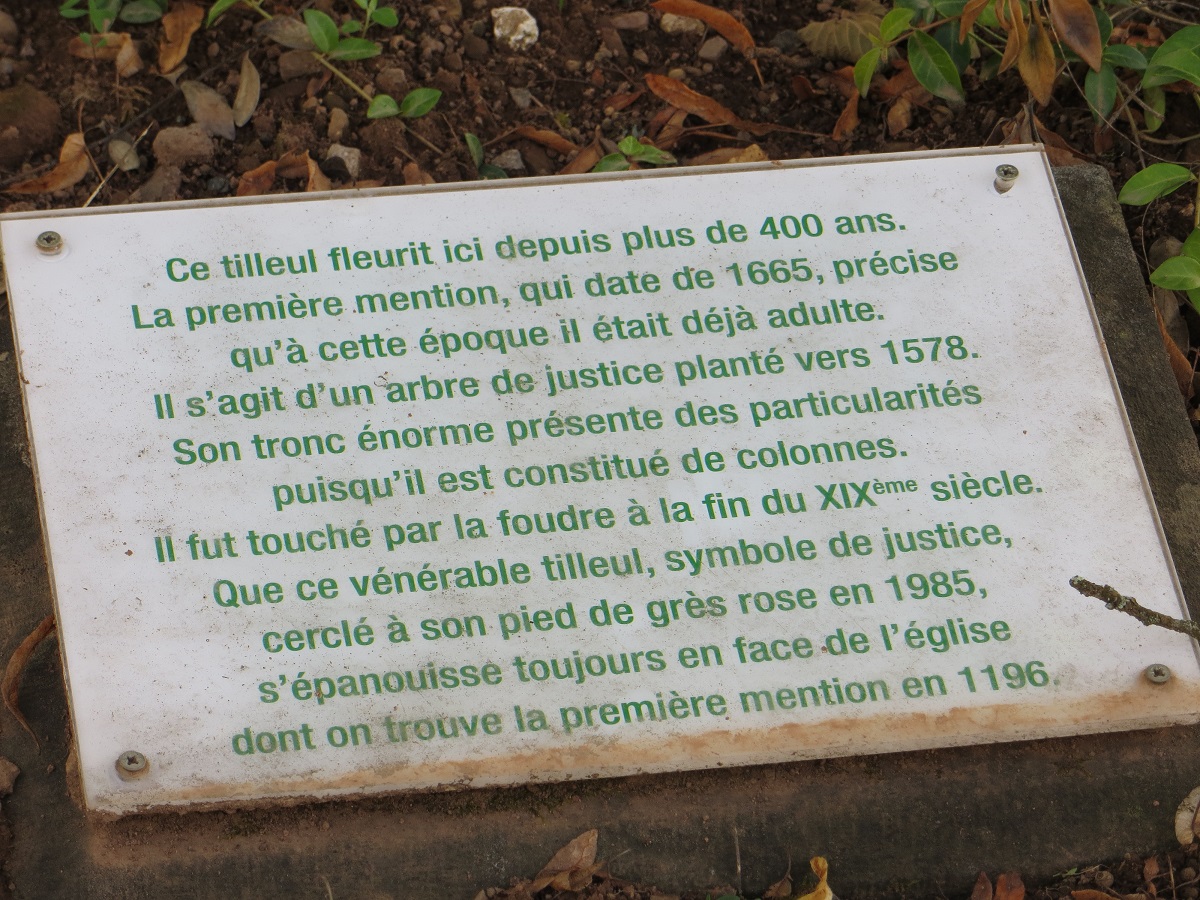 Ce tilleul fleurit ici depuis plus de 400 ans.
La première mention, qui date de 1665, précise
qu'à cette époque il était déjà adulte.
Il s'agit d'un arbre de justice planté vers 1578.
Son tronc énorme présente des particularités
puisqu'il est constitué de colonnes.
Il fut touché par la foudre à la fin du XIXème siècle.
Que ce vénérable tilleul, symbole de justice,
cerclé à son pied de grès rose en 1985,
s'épanouisse toujours en face de l'église
dont on trouve la première mention en 1196.